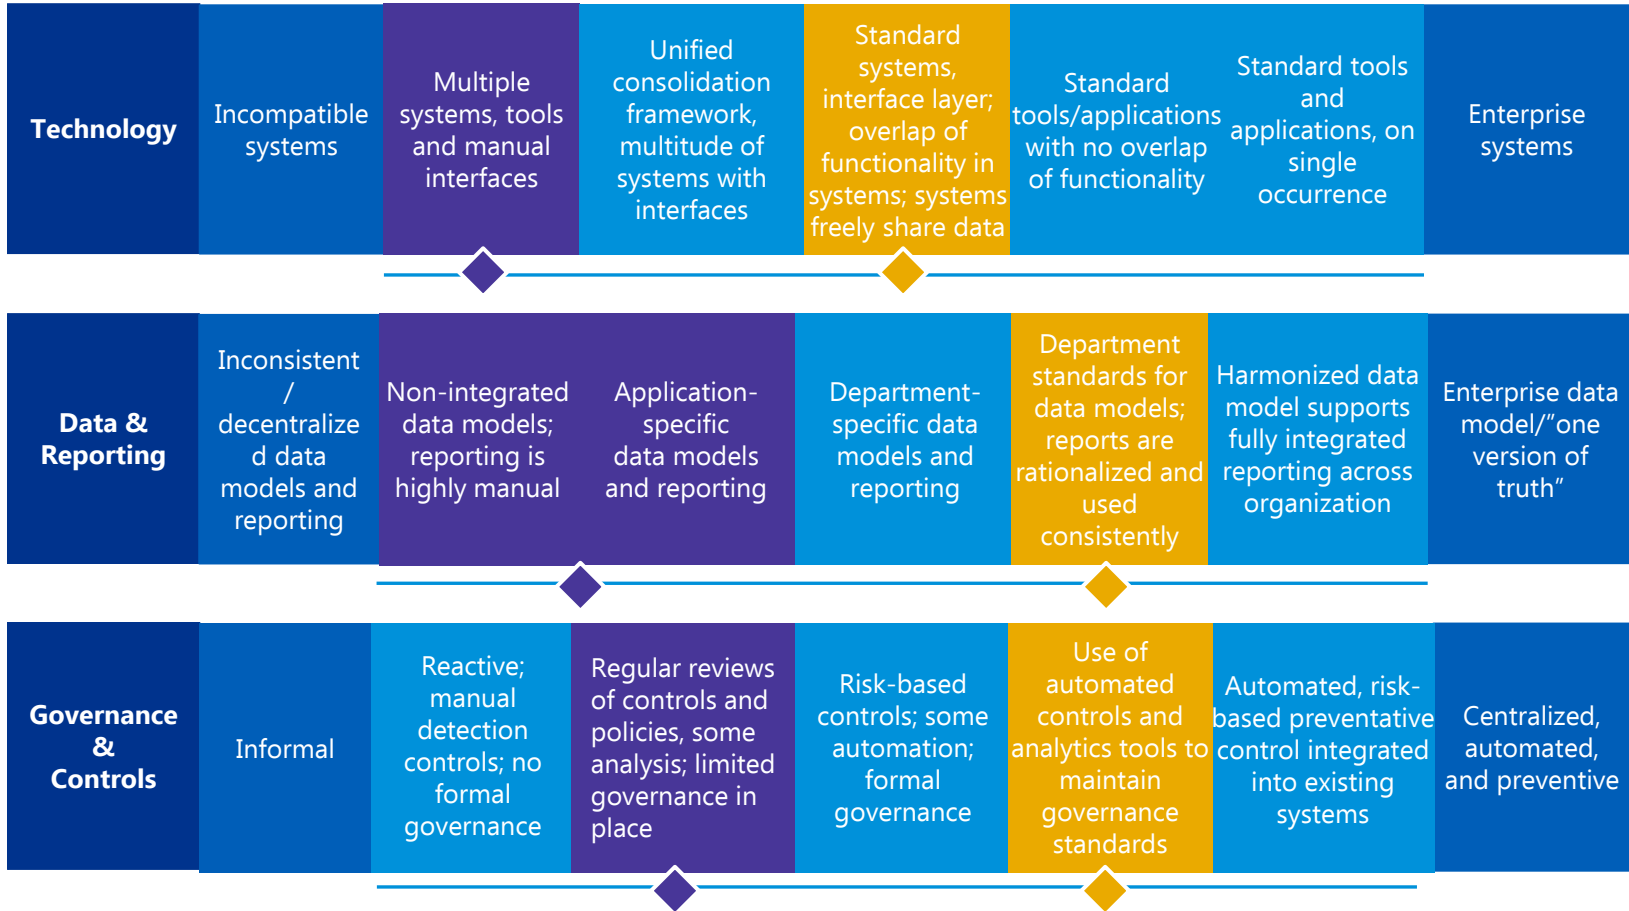 Technology
Incompatible
systems
Multiple
systems, tools
and manual
interfaces
Unified
consolidation
framework,
multitude of
systems with
interfaces
Standard
systems,
interface layer;
overlap of
functionality in
systems; systems
freely share data
Standard
tools/applications
with no overlap
of functionality
Standard tools
and
applications, on
single
occurrence
Enterprise
systems
Data &
Reporting
Inconsistent
/
decentralize
d data
models and
reporting
Non-integrated
data models;
reporting is
highly manual
Application-
specific
data models
and reporting
Department-
specific data
models and
reporting
Department
standards for
data models;
reports are
rationalized and
used
consistently
Harmonized data
model supports
fully integrated
reporting across
organization
Enterprise data
model/”one
version of
truth”
Governance
&
Controls
Informal
Reactive;
manual
detection
controls; no
formal
governance
Regular reviews
of controls and
policies, some
analysis; limited
governance in
place
Risk-based
controls; some
automation;
formal
governance
Use of
automated
controls and
analytics tools to
maintain
governance
standards
Automated, risk-
based preventative
control integrated
into existing
systems
Centralized,
automated,
and preventive